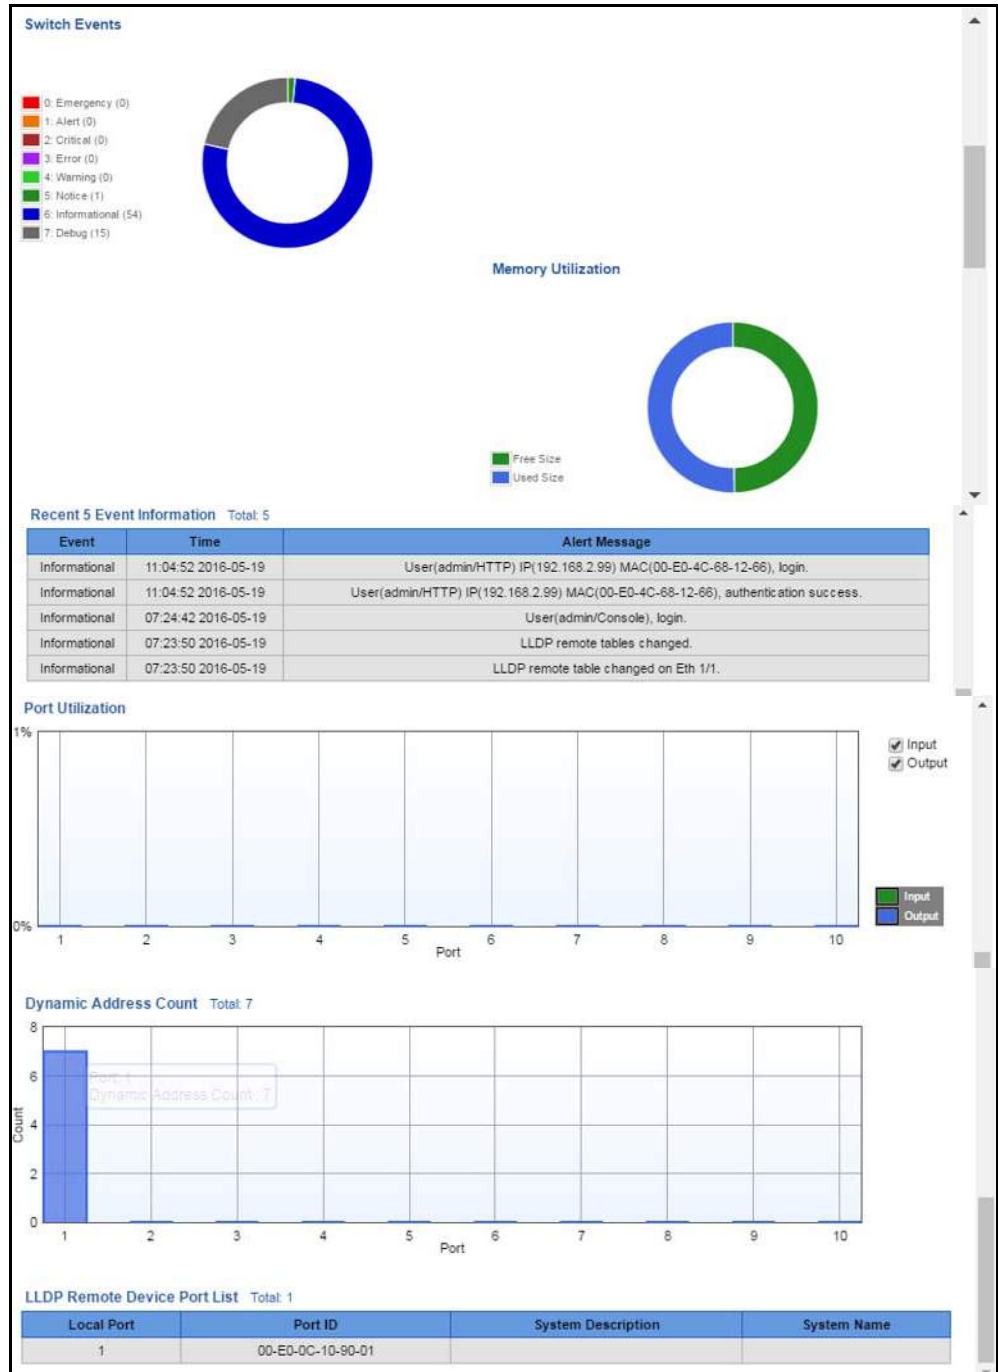 Switch Events
0: Emergency (0)
1: Alert (0)
2: Critical (0)
3: Error (0)
4: Warning (0)
5: Notice (1)
6: Informational (54)
7: Debug (15)
Memory Utilization
Free Size
Used Size
Recent 5 Event Information Total: 5
Event Time Alert Message
Informational 11:04:52 2016-05-19 User(admin/HTTP) IP(192.168.2.99) MAC(00-E0-4C-68-12-66), login.
Informational 11:04:52 2016-05-19 User(admin/HTTP) IP(192.168.2.99) MAC(00-E0-4C-68-12-66), authentication success.
Informational 07:24:42 2016-05-19 User(admin/Console), login.
Informational 07:23:50 2016-05-19 LLDP remote tables changed.
Informational 07:23:50 2016-05-19 LLDP remote table changed on Eth 1/1.
Port Utilization
1%
Input
Output
Input
Output
0%
1 2 3 4 5 6 7 8 9 10
Port
Dynamic Address Count Total: 7
8
6
4
2
0
Count
Port: 1
Dynamic Address Count : 7
1 2 3 4 5 6 7 8 9 10
Port
LLDP Remote Device Port List Total: 1
Local Port Port ID System Description System Name
1 00-E0-0C-10-90-01